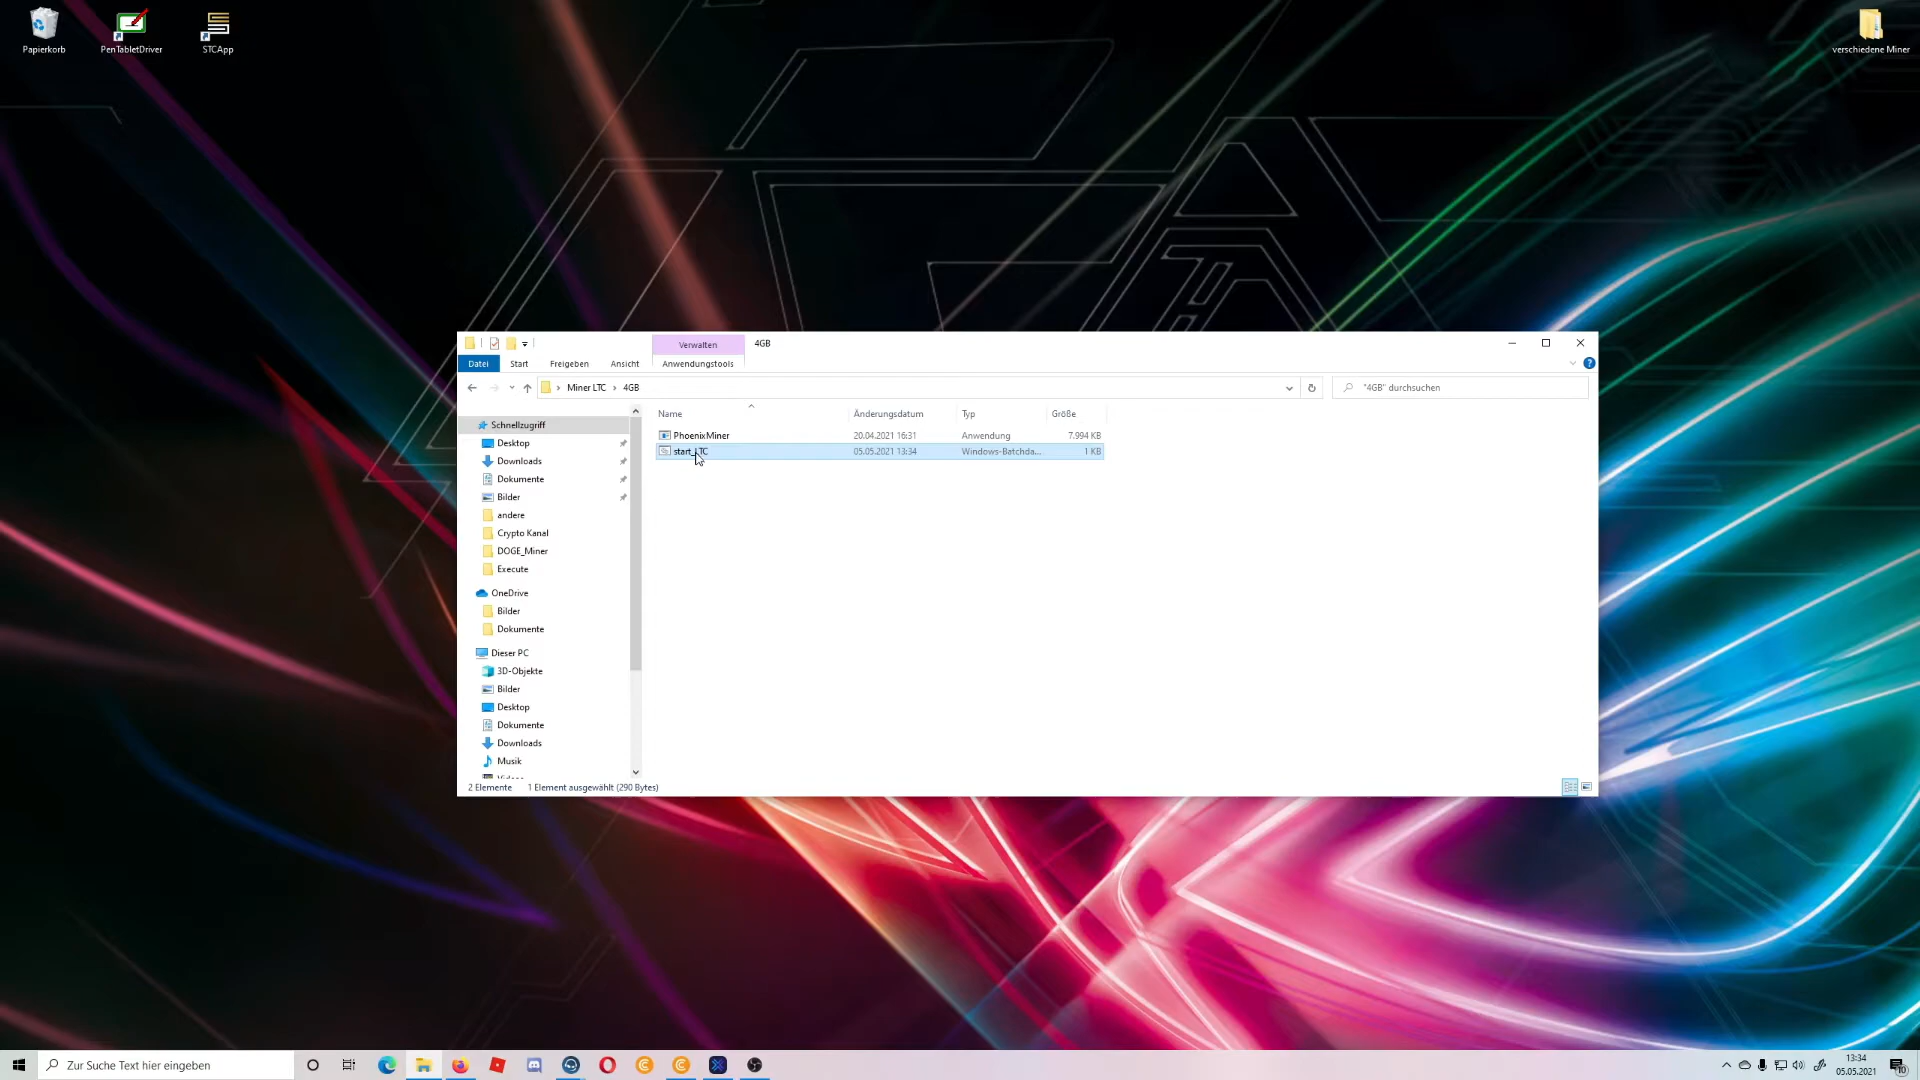 Papierkorb
PenTabletDriver
STCApp
verschiedene Miner
Verwalten
4GB
Datei
Start
Freigeben
Ansicht
Anwendungstools
Miner LTC
4GB
"4GB" durchsuchen
Name
Änderungsdatum
Typ
Größe
PhoenixMiner
20.04.2021 16:31
Anwendung
7.994 KB
start_LTC
05.05.2021 13:34
Windows-Batchda...
1 KB
Schnellzugriff
Desktop
Downloads
Dokumente
Bilder
andere
Crypto Kanal
DOGE_Miner
Execute
OneDrive
Bilder
Dokumente
Dieser PC
3D-Objekte
Bilder
Desktop
Dokumente
Downloads
Musik
2 Elemente
1 Element ausgewählt (290 Bytes)
Zur Suche Text hier eingeben
13:34
05.05.2021
10